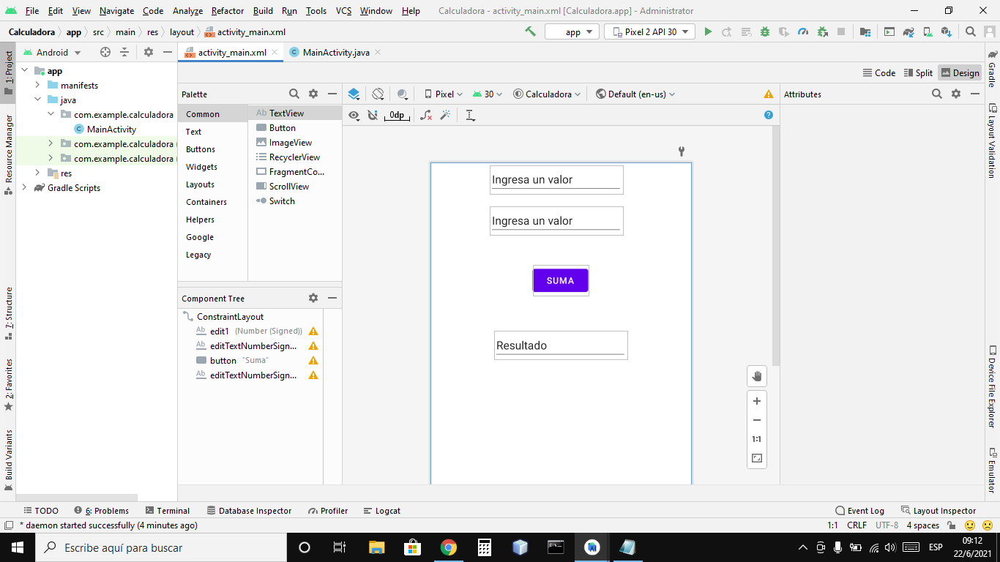 File Edit View Navigate Code Analyze Refactor Build Run Tools VCS Window Help Calculadora - activity_main.xml [Calculadora.app] - Administrator
Calculadora app src main res layout activity_main.xml app Pixel 2 API 30
1: Project
Resource Manager
7: Structure
2: Favorites
Build Variants
Android
app
manifests
java
com.example.calculadora
MainActivity
com.example.calculadora (
com.example.calculadora (
res
Gradle Scripts
activity_main.xml MainActivity.java
Code Split Design
Palette
Common
Text
Buttons
Widgets
Layouts
Containers
Helpers
Google
Legacy
Ab TextView
Button
ImageView
RecyclerView
FragmentCo...
ScrollView
Switch
Component Tree
ConstraintLayout
Ab edit1 (Number (Signed))
Ab editTextNumberSign...
button "Suma"
Ab editTextNumberSign...
Pixel 30 Calculadora Default (en-us)
0dp
Ingresa un valor
Ingresa un valor
SUMA
Resultado
1:1
Attributes
Gradle
Layout Validation
Device File Explorer
Emulator
TODO 6: Problems Terminal Database Inspector Profiler Logcat Event Log Layout Inspector
* daemon started successfully (4 minutes ago) 1:1 CRLF UTF-8 4 spaces
Escribe aquí para buscar
ESP
09:12
22/6/2021